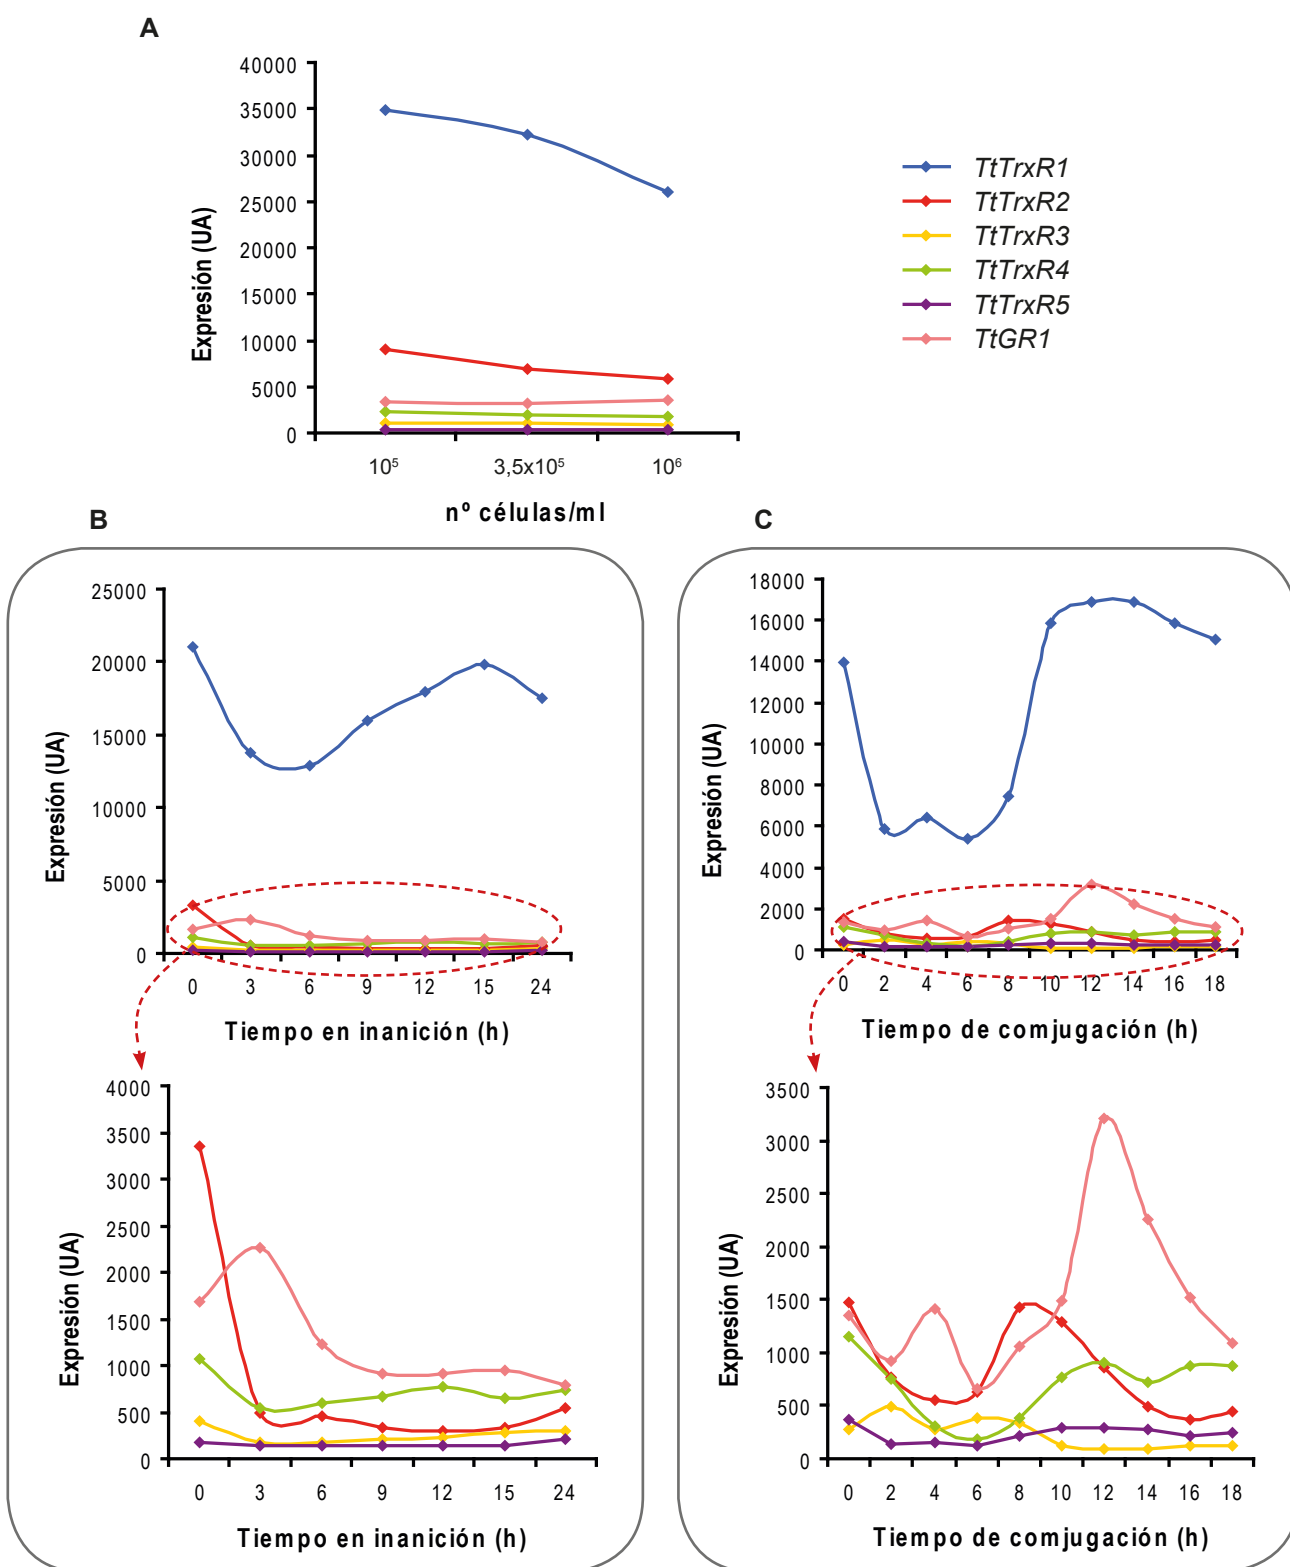 A
40000
35000
30000
25000
20000
15000
10000
5000
0
Expresión (UA)
10⁵ 3,5x10⁵ 10⁶
nº células/ml
TtTrxR1
TtTrxR2
TtTrxR3
TtTrxR4
TtTrxR5
TtGR1
B
25000
20000
15000
10000
5000
0
Expresión (UA)
0 3 6 9 12 15 24
Tiempo en inanición (h)
4000
3500
3000
2500
2000
1500
1000
500
0
Expresión (UA)
0 3 6 9 12 15 24
Tiempo en inanición (h)
C
18000
16000
14000
12000
10000
8000
6000
4000
2000
0
Expresión (UA)
0 2 4 6 8 10 12 14 16 18
Tiempo de comjugación (h)
3500
3000
2500
2000
1500
1000
500
0
Expresión (UA)
0 2 4 6 8 10 12 14 16 18
Tiempo de comjugación (h)